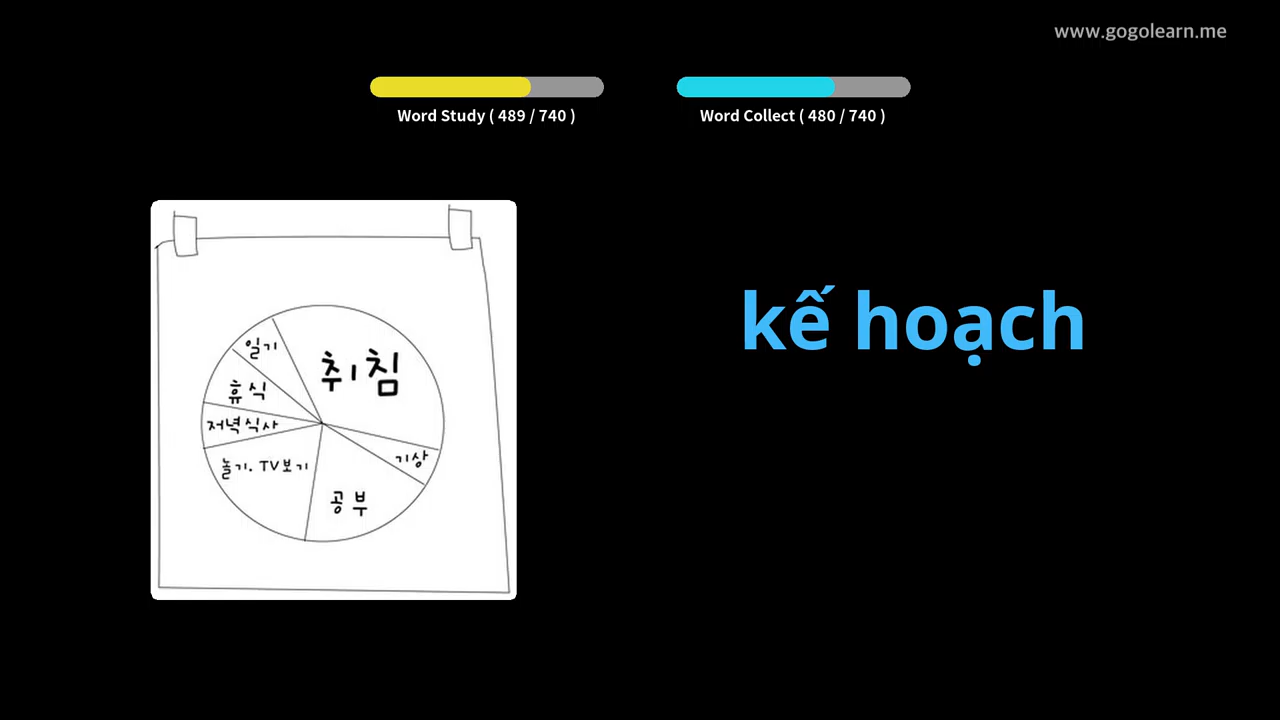 www.gogolearn.me
Word Study ( 489 / 740 )
Word Collect ( 480 / 740 )
kế hoạch
일기
취침
휴식
저녁식사
놀기. TV보기
기상
공부